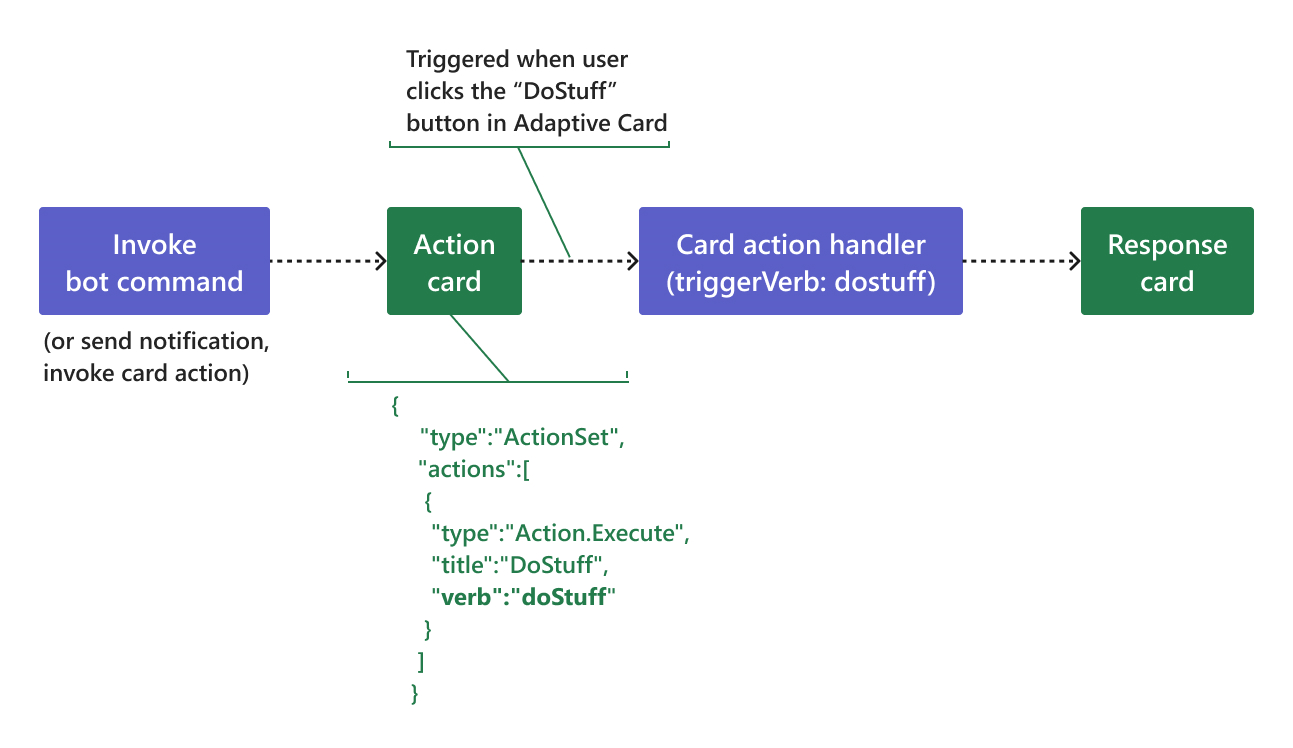 Triggered when user
clicks the “DoStuff”
button in Adaptive Card
Invoke
bot command
Action
card
Card action handler
(triggerVerb: dostuff)
Response
card
(or send notification,
invoke card action)
{
"type":"ActionSet",
"actions":[
{
"type":"Action.Execute",
"title":"DoStuff",
"verb":"doStuff"
}
]
}